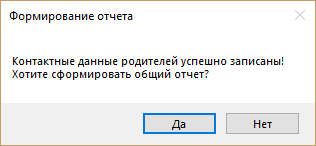 Формирование отчета
Контактные данные родителей успешно записаны!
Хотите сформировать общий отчет?
Да
Нет